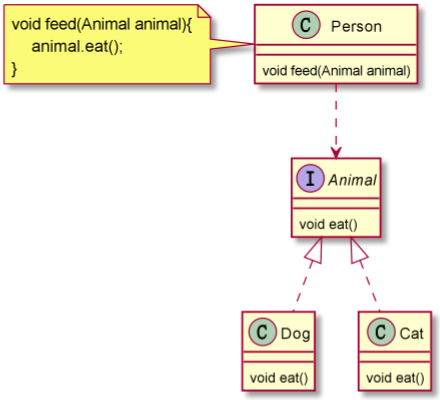 void feed(Animal animal){
animal.eat();
}
C Person
void feed(Animal animal)
I Animal
void eat()
C Dog
void eat()
C Cat
void eat()